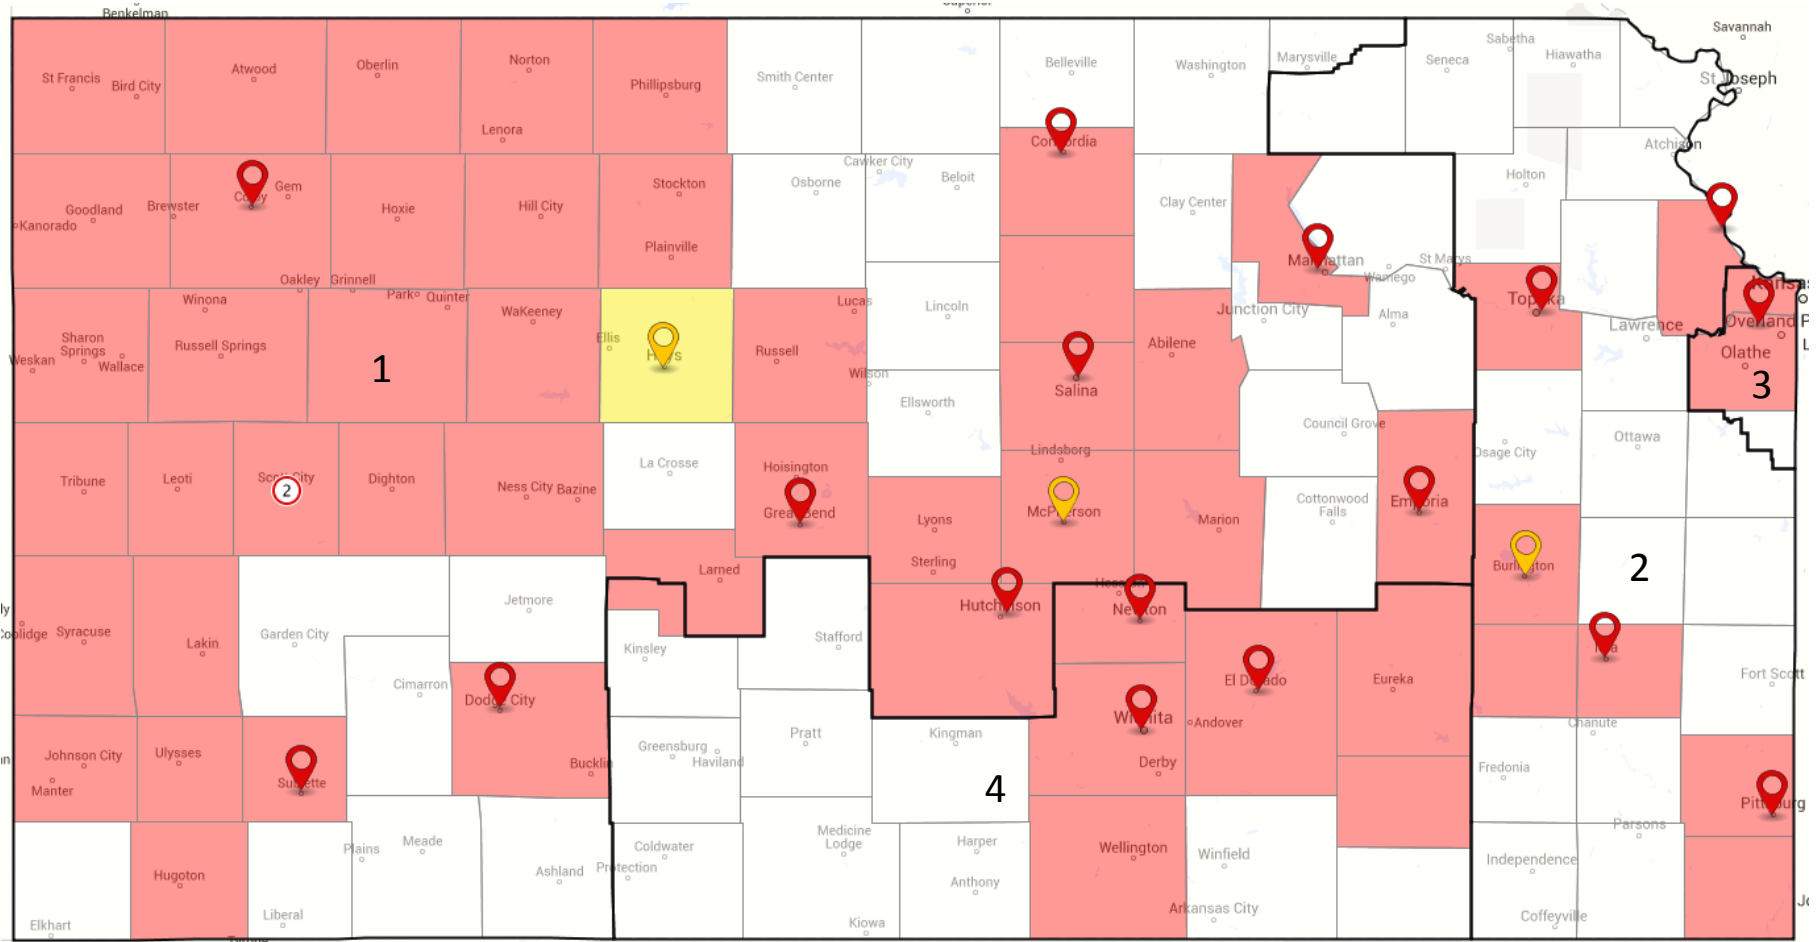 Benkelman
Savannah
St Francis
Bird City
Atwood
Oberlin
Norton
Lenora
Phillipsburg
Smith Center
Belleville
Washington
Marysville
Seneca
Sabetha
Hiawatha
St Joseph
Concordia
Cawker City
Beloit
Osborne
Atchison
Holton
Goodland
Kanorado
Brewster
Gem
Hoxie
Hill City
Stockton
Plainville
Clay Center
Manhattan
Wamego
St Marys
Topeka
Oakley
Grinnell
Park
Quinter
Winona
WaKeeney
Ellis
Hays
Russell
Lucas
Wilson
Lincoln
Junction City
Alma
Lawrence
Overland P
Olathe
3
Sharon
Springs
Weskan
Wallace
Russell Springs
1
Abilene
Salina
Ellsworth
Council Grove
Osage City
Ottawa
Tribune
Leoti
Scott City
2
Dighton
Ness City
Bazine
La Crosse
Hoisington
Great Bend
Lindsborg
McPherson
Lyons
Sterling
Marion
Cottonwood
Falls
Emporia
Burlington
2
Coolidge
Syracuse
Lakin
Garden City
Jetmore
Larned
Kinsley
Stafford
Hutchinson
Newton
Cimarron
Dodge City
El Dorado
Eureka
Fort Scott
Wichita
Andover
Chanute
Johnson City
Manter
Ulysses
Sublette
Bucklin
Greensburg
Haviland
Pratt
Kingman
4
Derby
Fredonia
Pittsburg
Hugoton
Elkhart
Liberal
Plains
Meade
Ashland
Protection
Coldwater
Medicine
Lodge
Kiowa
Harper
Anthony
Wellington
Winfield
Arkansas City
Parsons
Independence
Coffeyville